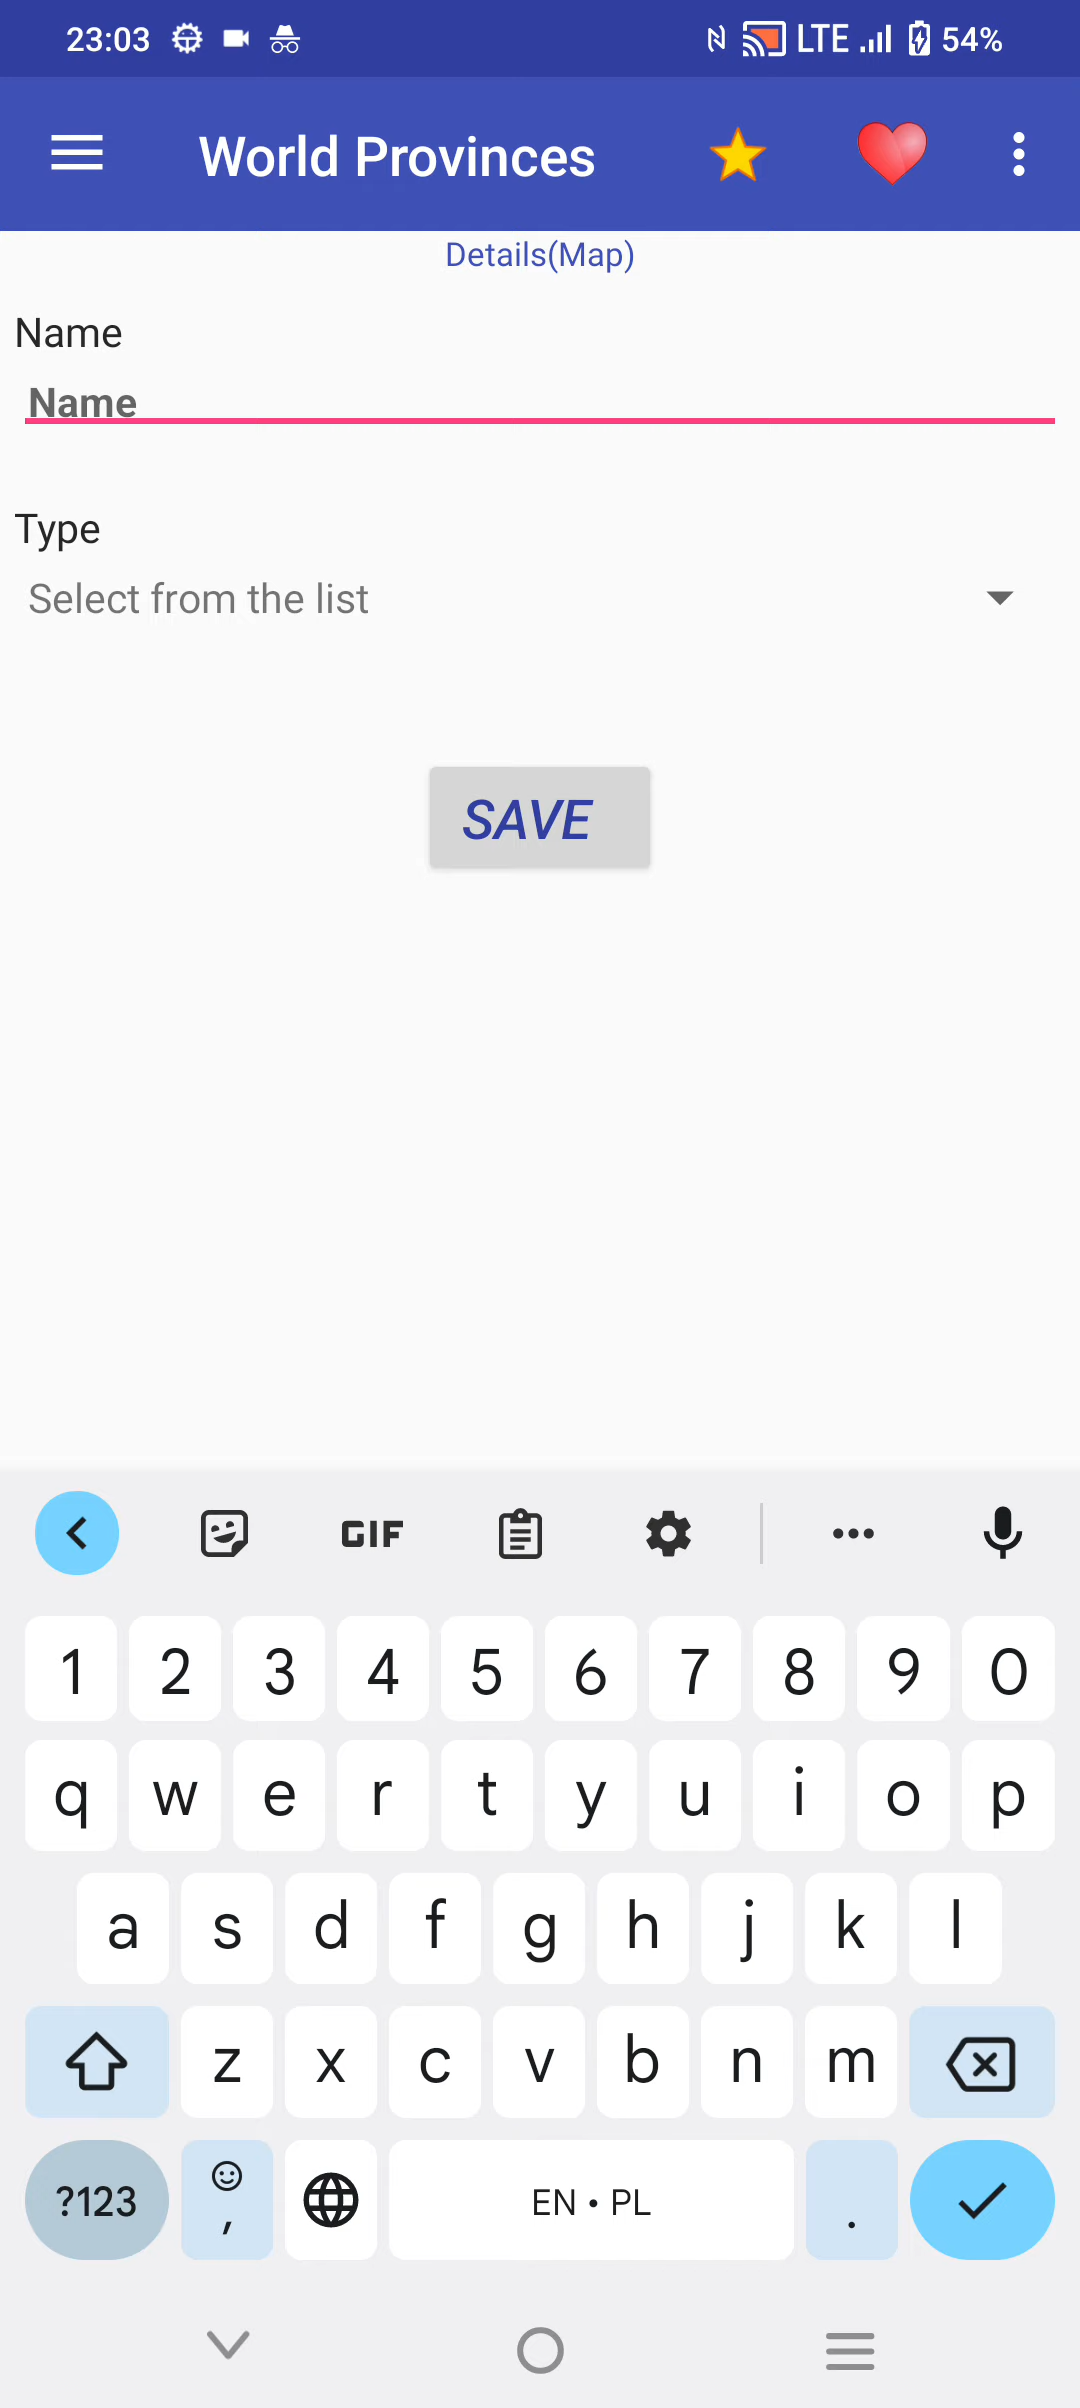 23:03 LTE 54%
World Provinces
Details(Map)
Name
Name
Type
Select from the list
SAVE
GIF
1 2 3 4 5 6 7 8 9 0
q w e r t y u i o p
a s d f g h j k l
z x c v b n m
?123 , EN • PL .